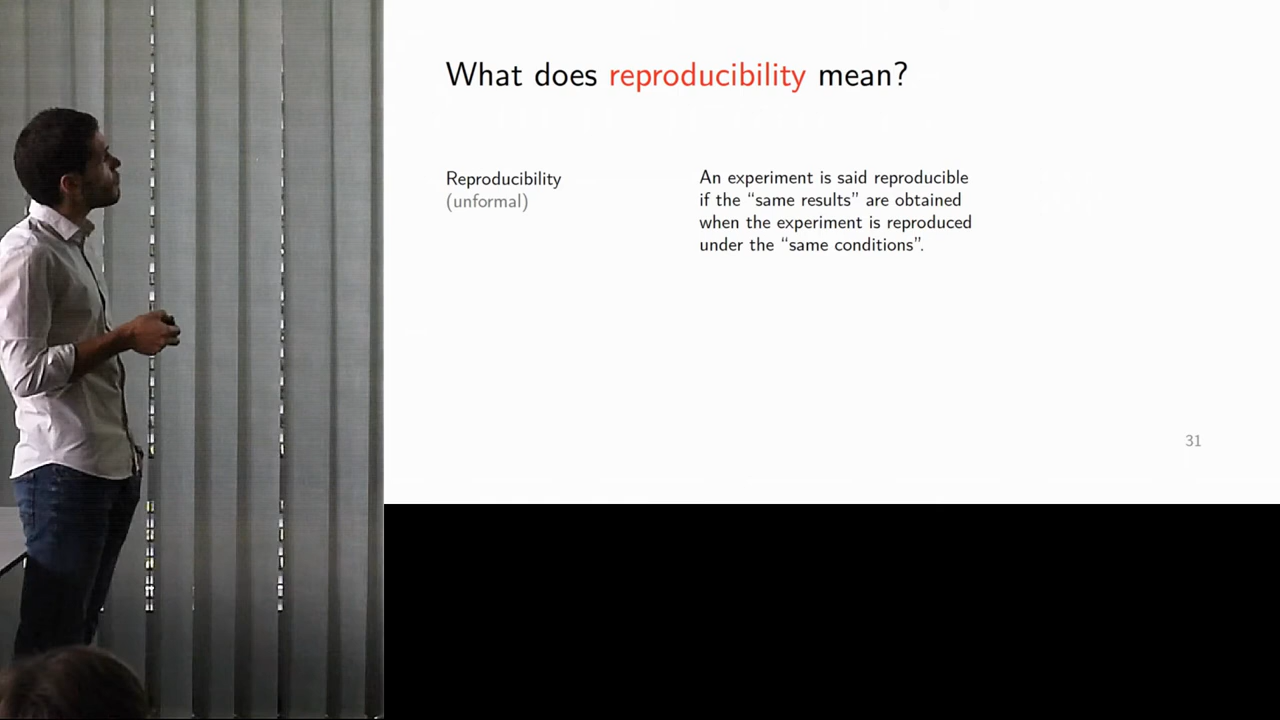 What does reproducibility mean?
Reproducibility
(unformal)
An experiment is said reproducible
if the “same results” are obtained
when the experiment is reproduced
under the “same conditions”.
31